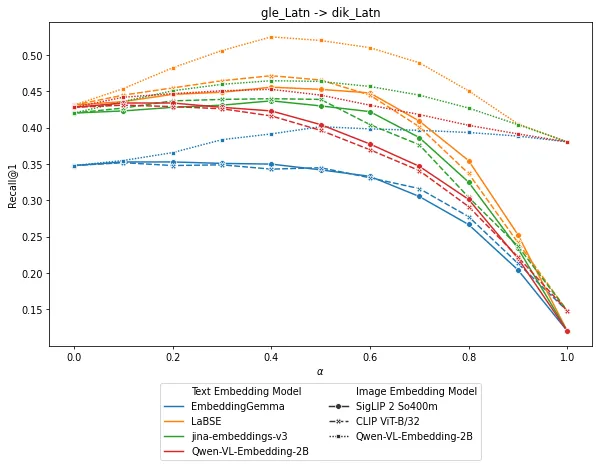 gle_Latn -> dik_Latn
Recall@1
0.50
0.45
0.40
0.35
0.30
0.25
0.20
0.15
0.0 0.2 0.4 0.6 0.8 1.0
α
Text Embedding Model Image Embedding Model
EmbeddingGemma SigLIP 2 So400m
LaBSE CLIP ViT-B/32
jina-embeddings-v3 Qwen-VL-Embedding-2B
Qwen-VL-Embedding-2B